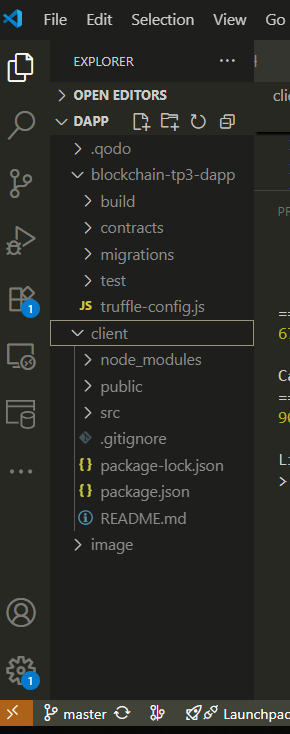 File Edit Selection View Go
EXPLORER
OPEN EDITORS
cli
DAPP
.qodo
blockchain-tp3-dapp
build
PR
contracts
migrations
test
==
JS truffle-config.js
67
client
node_modules
Ca
public
==
src
90
.gitignore
{} package-lock.json
L:
{} package.json
>
README.md
image
1
1
master
Launchpad